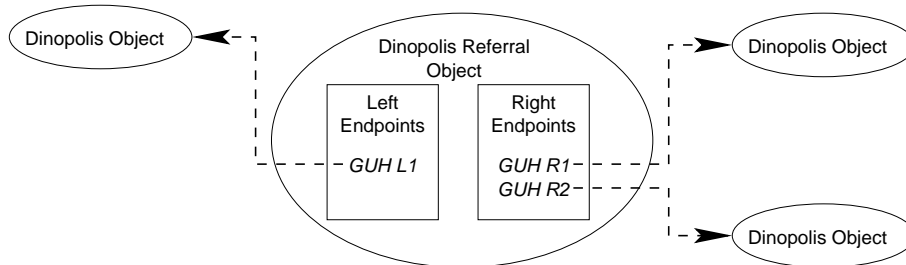 Dinopolis Object
Dinopolis Referral
Object
Left
Endpoints
GUH L1
Right
Endpoints
GUH R1
GUH R2
Dinopolis Object
Dinopolis Object